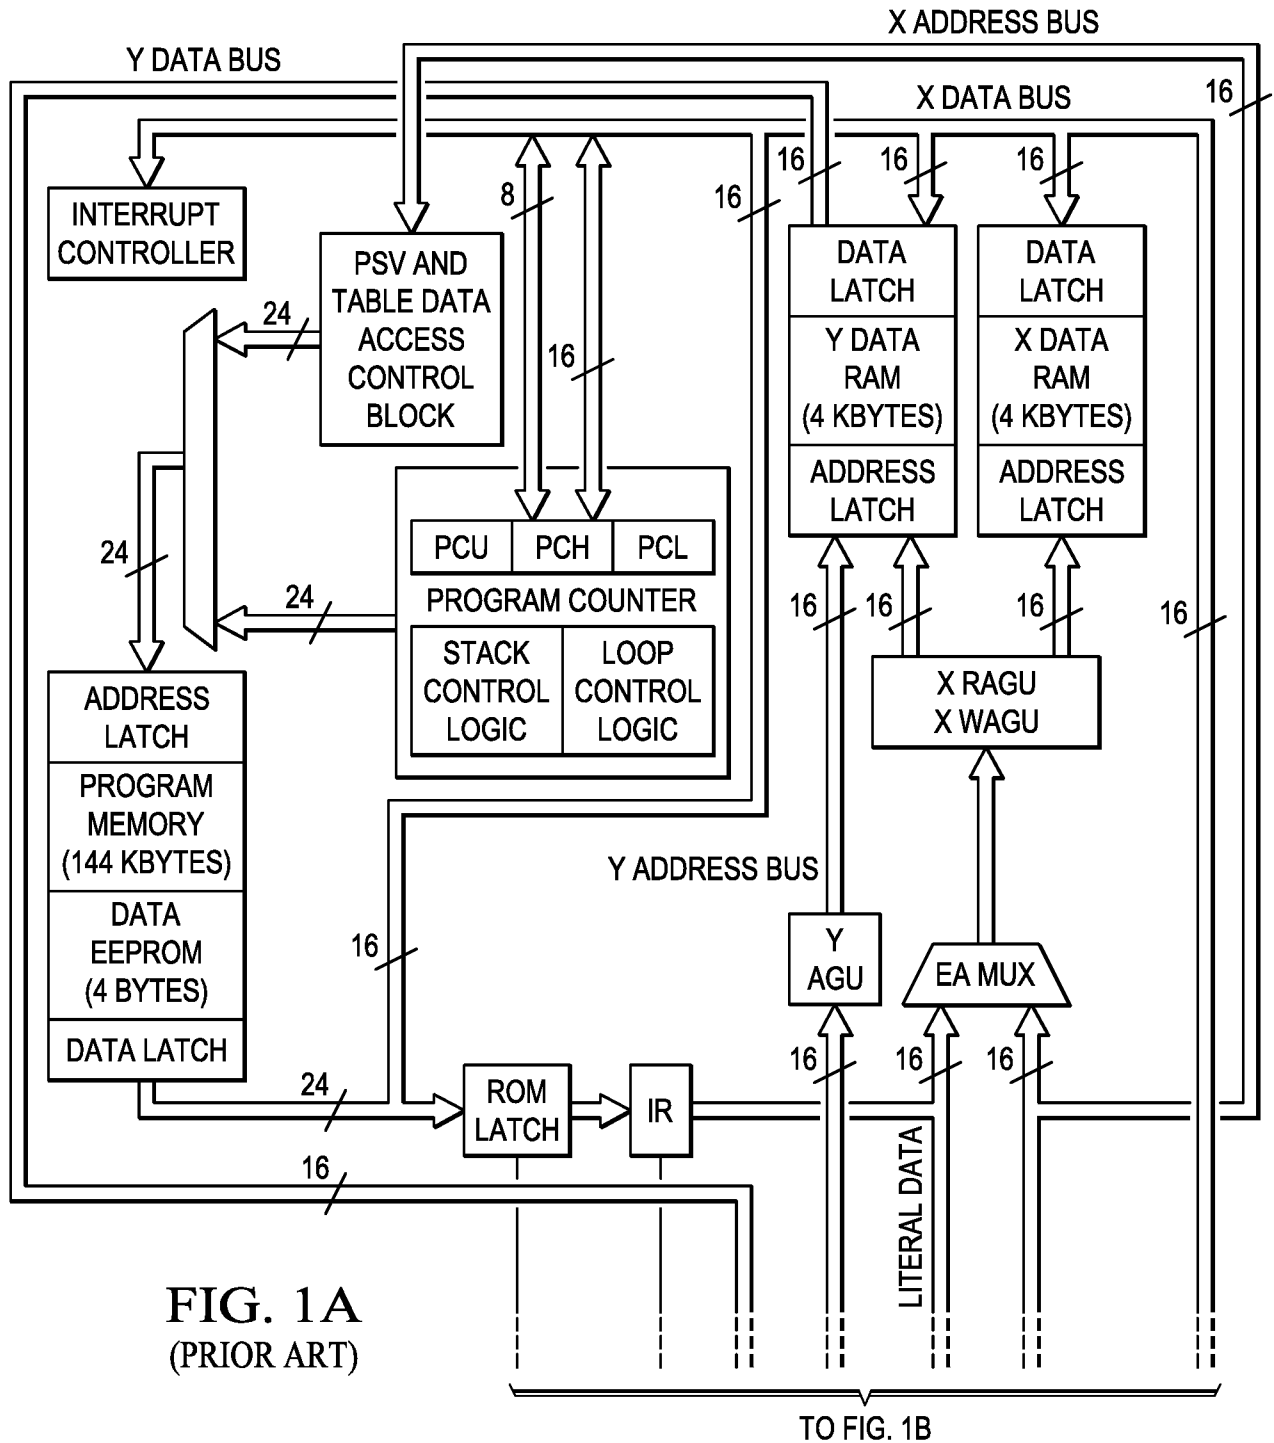 X ADDRESS BUS
Y DATA BUS
X DATA BUS
16
16
16
16
16
8
INTERRUPT
CONTROLLER
PSV AND
TABLE DATA
ACCESS
CONTROL
BLOCK
24
16
DATA
LATCH
Y DATA
RAM
(4 KBYTES)
ADDRESS
LATCH
DATA
LATCH
X DATA
RAM
(4 KBYTES)
ADDRESS
LATCH
24
PCU
PCH
PCL
PROGRAM COUNTER
24
STACK
CONTROL
LOGIC
LOOP
CONTROL
LOGIC
16
16
16
16
X RAGU
X WAGU
ADDRESS
LATCH
PROGRAM
MEMORY
(144 KBYTES)
DATA
EEPROM
(4 BYTES)
DATA LATCH
Y ADDRESS BUS
16
Y
AGU
EA MUX
24
ROM
LATCH
IR
16
16
16
16
LITERAL DATA
FIG. 1A
(PRIOR ART)
TO FIG. 1B